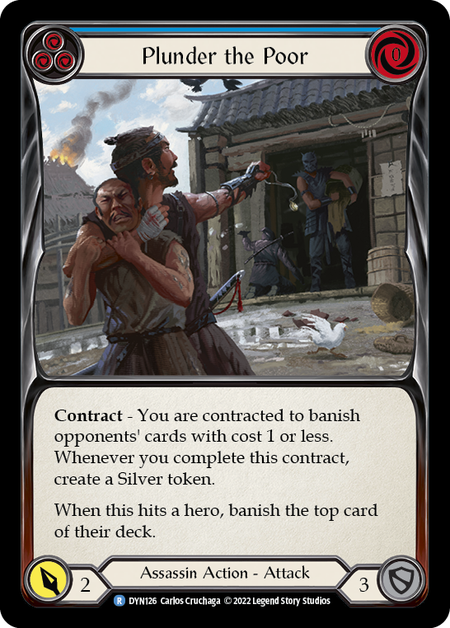 Plunder the Poor
0
Contract - You are contracted to banish
opponents' cards with cost 1 or less.
Whenever you complete this contract,
create a Silver token.
When this hits a hero, banish the top card
of their deck.
2
Assassin Action - Attack
3
R DYN126 Carlos Cruchaga © 2022 Legend Story Studios